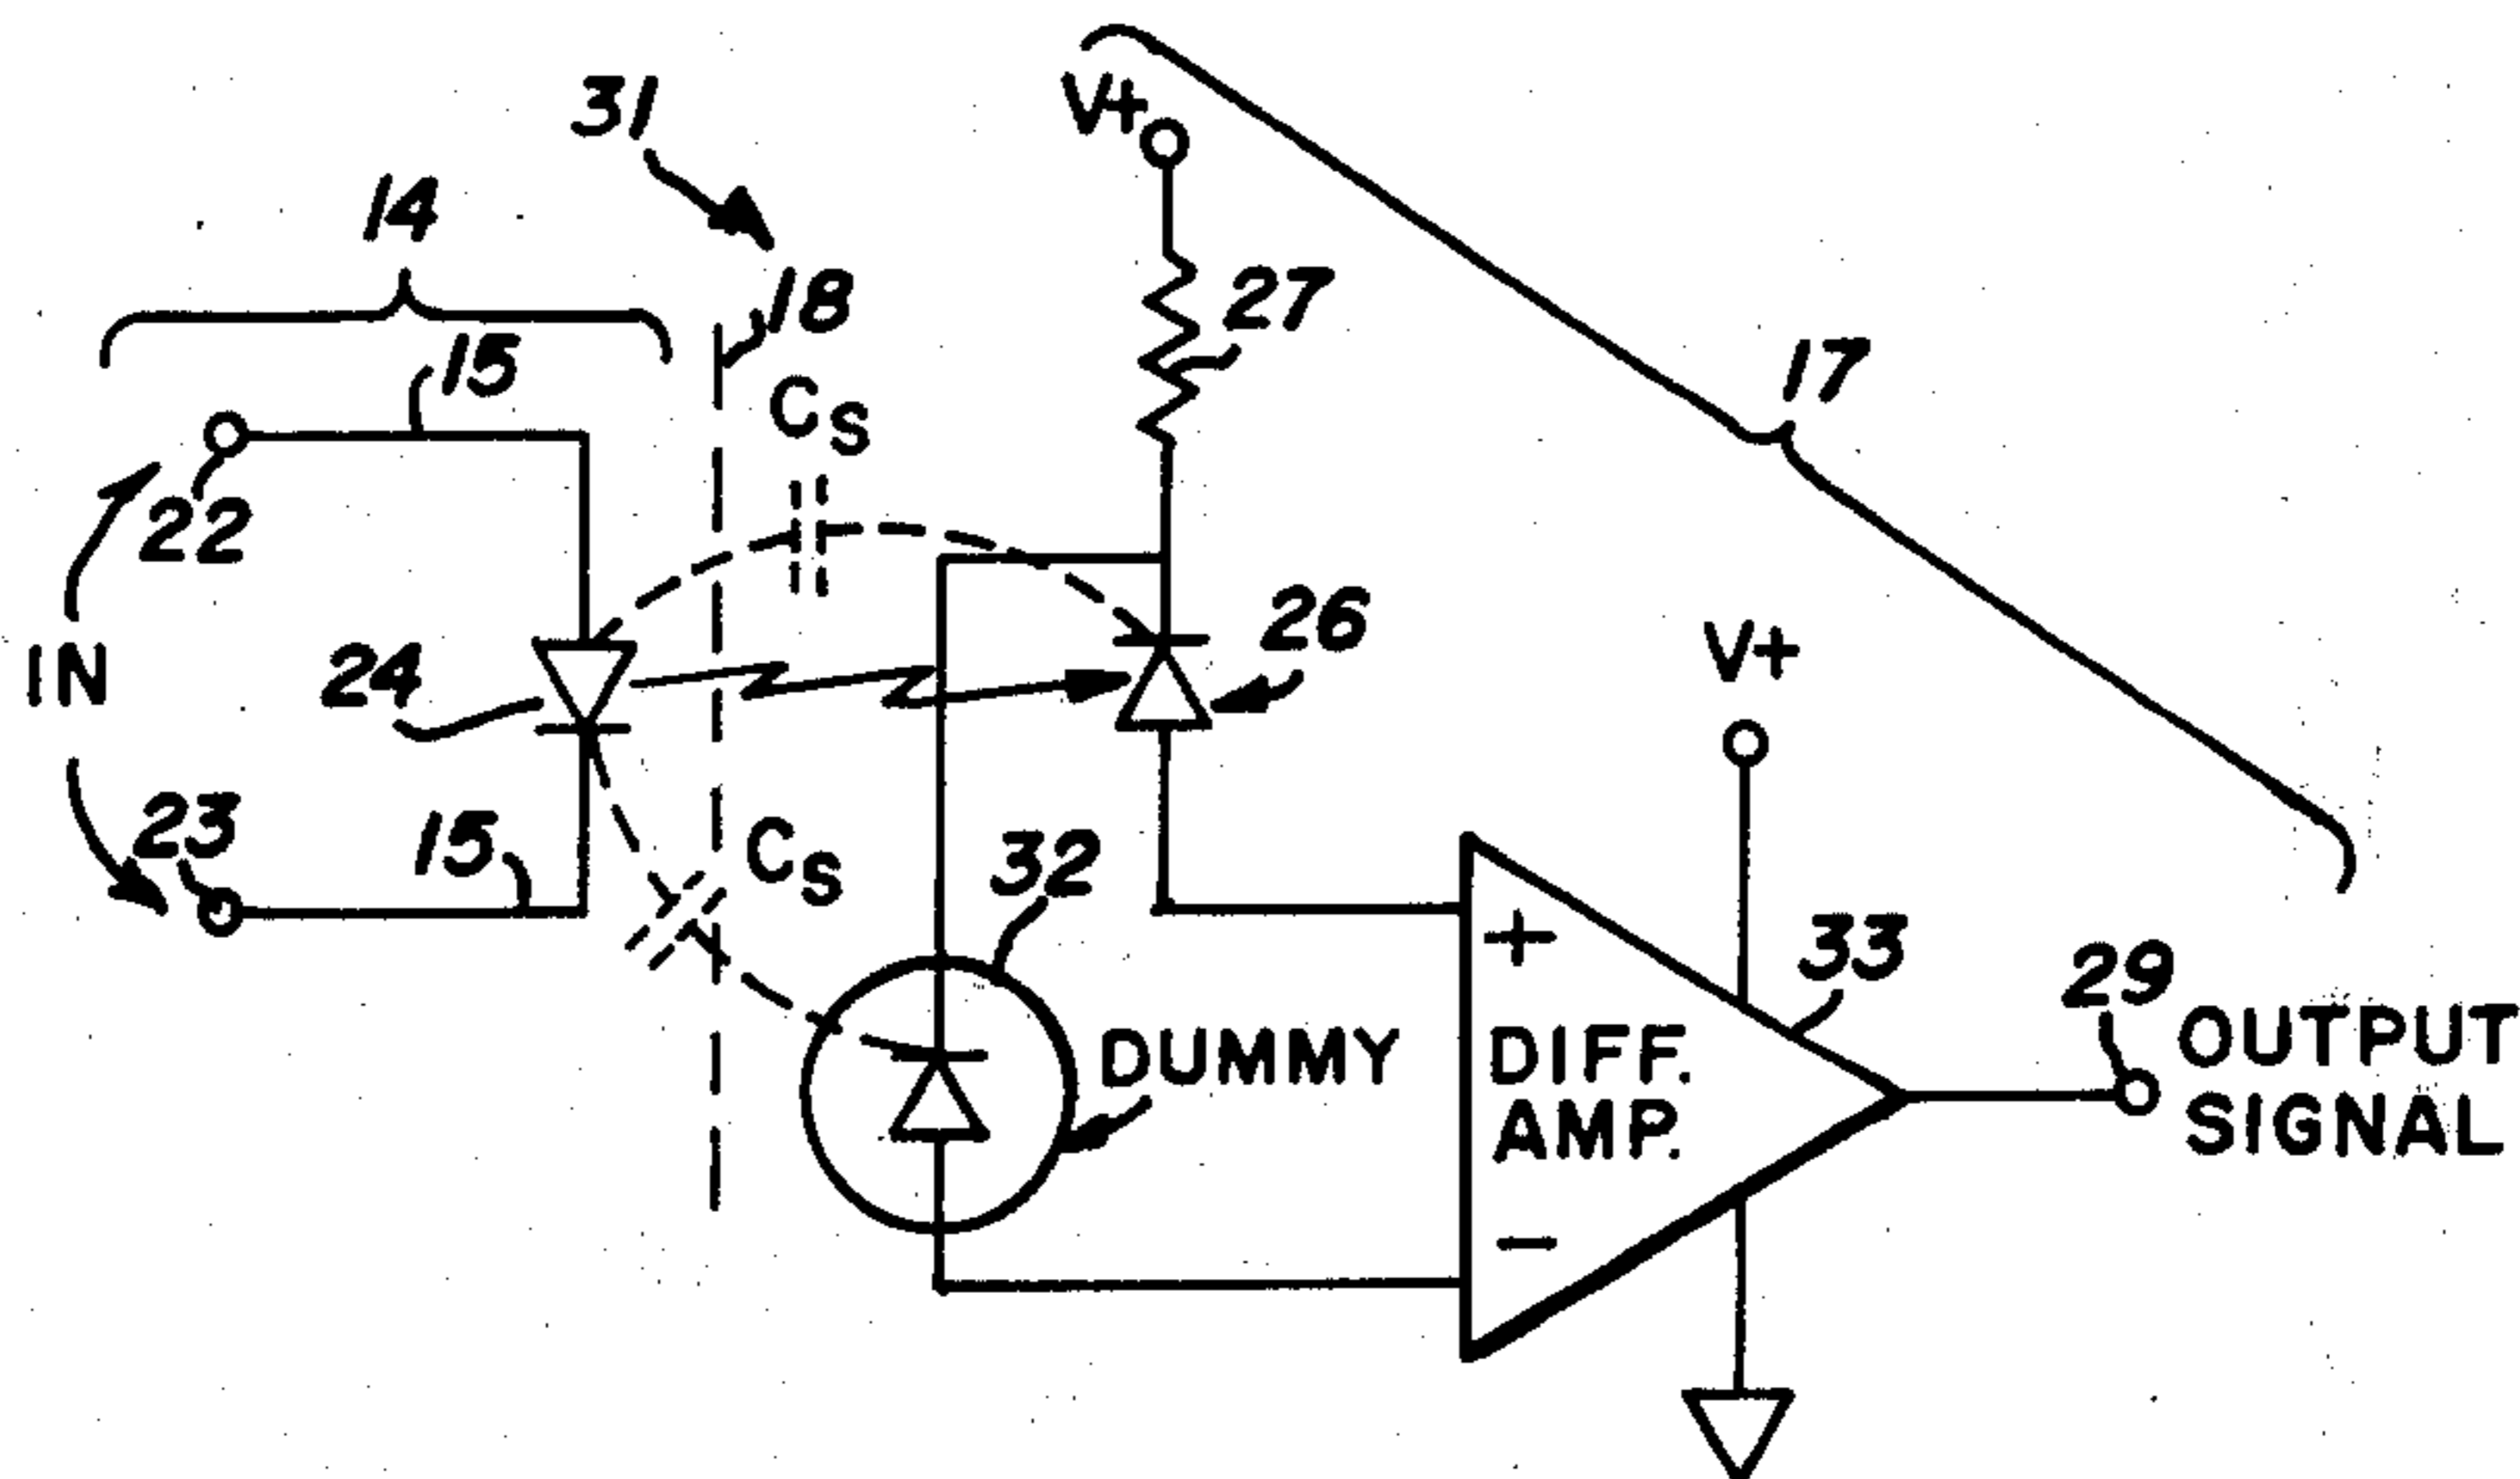 31
V+
14
18
27
15
17
Cs
22
26
IN
24
V+
23
15
Cs
32
33
29
+
DUMMY
DIFF.
AMP.
OUTPUT
SIGNAL
−